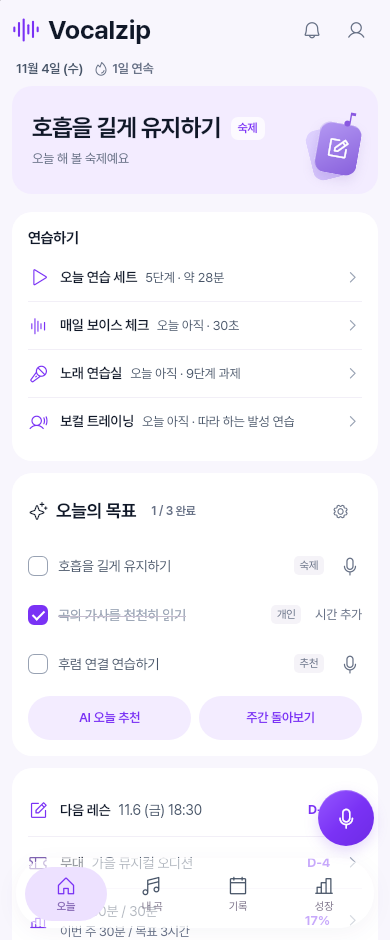 Vocalzip
11월 4일 (수) 1일 연속
호흡을 길게 유지하기 숙제
오늘 해 볼 숙제예요
연습하기
오늘 연습 세트 5단계 · 약 28분
매일 보이스 체크 오늘 아직 · 30초
노래 연습실 오늘 아직 · 9단계 과제
보컬 트레이닝 오늘 아직 · 따라 하는 발성 연습
오늘의 목표 1 / 3 완료
호흡을 길게 유지하기 숙제
곡의 가사를 천천히 읽기 개인 시간 추가
후렴 연결 연습하기 추천
AI 오늘 추천 주간 돌아보기
다음 레슨 11.6 (금) 18:30
무대 가을 뮤지컬 오디션 D-4
0분 / 30분 17%
이번 주 30분 / 목표 3시간
오늘 내 곡 기록 성장